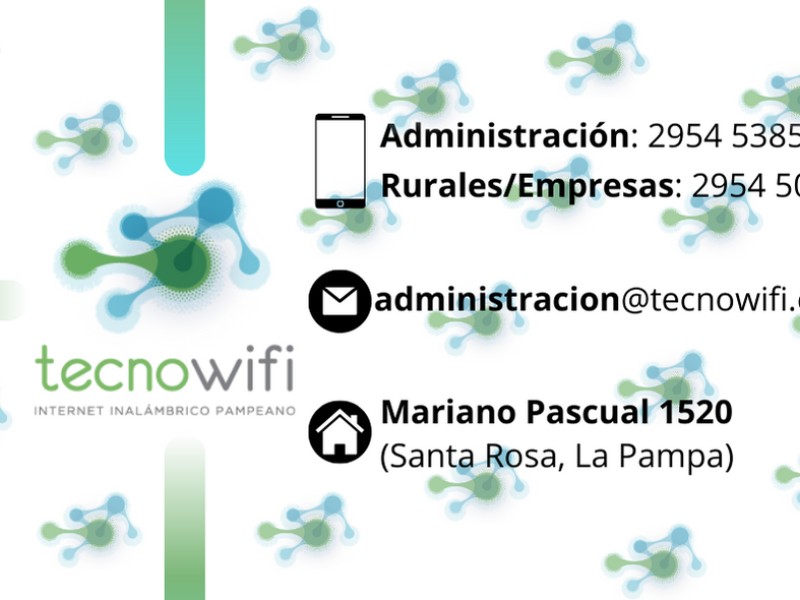 Administración: 2954 5385
Rurales/Empresas: 2954 50
administracion@tecnowifi.
tecnowifi
INTERNET INALÁMBRICO PAMPEANO
Mariano Pascual 1520
(Santa Rosa, La Pampa)